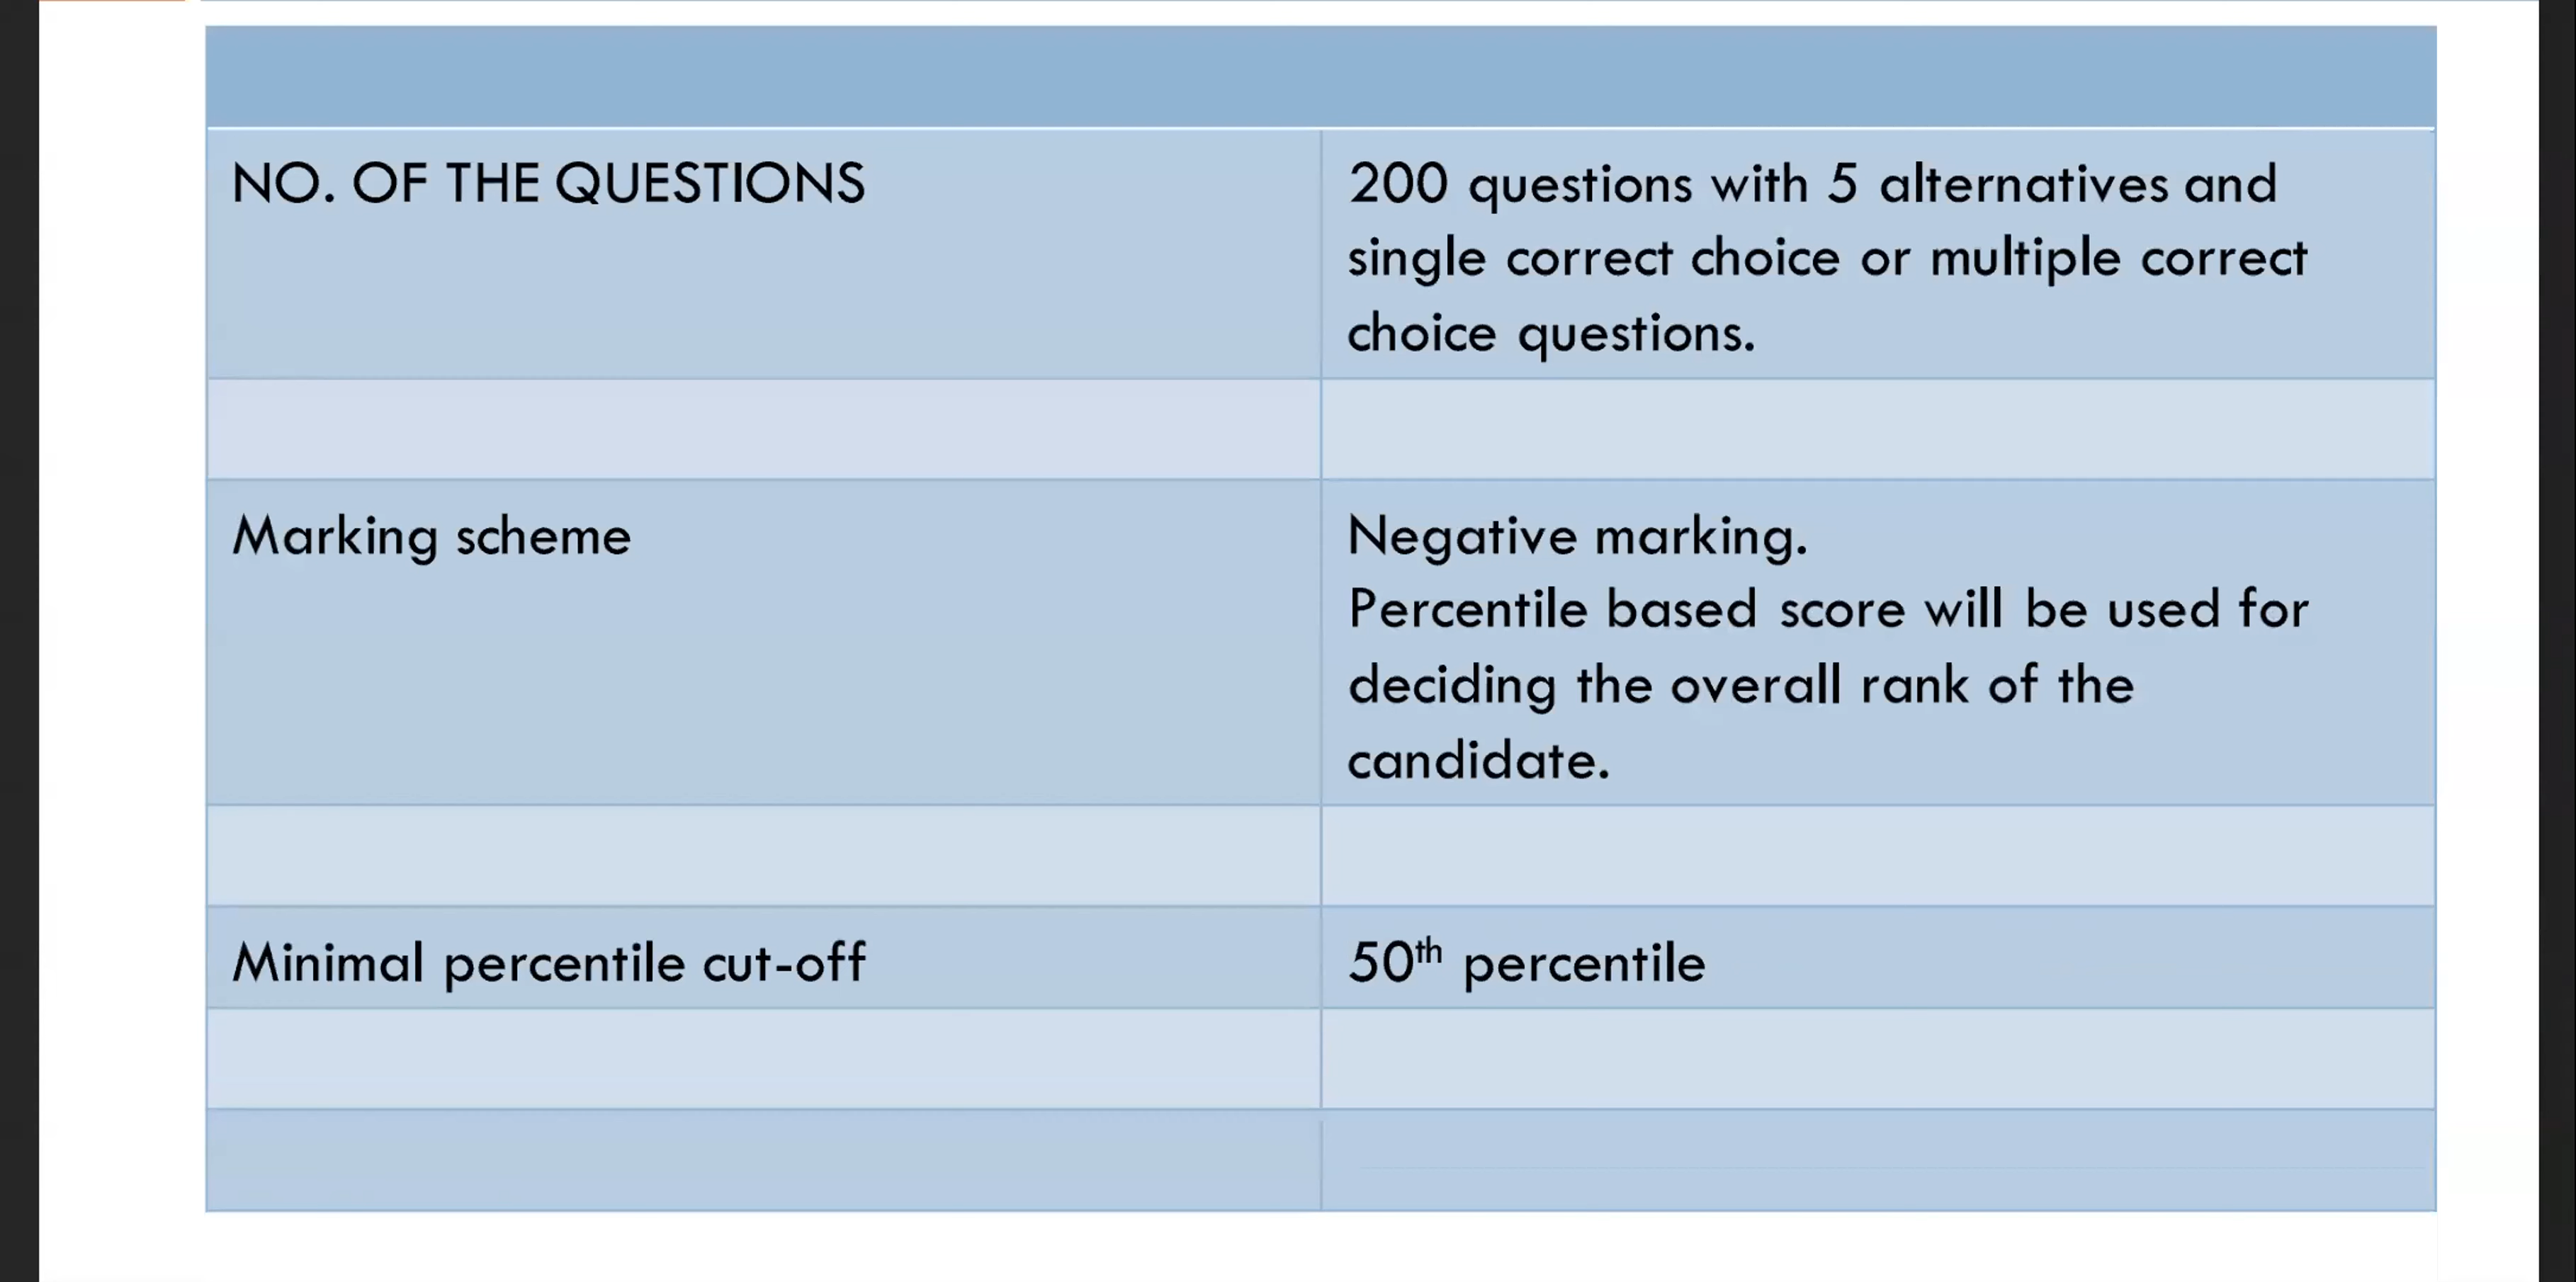 NO. OF THE QUESTIONS
200 questions with 5 alternatives and
single correct choice or multiple correct
choice questions.
Marking scheme
Negative marking.
Percentile based score will be used for
deciding the overall rank of the
candidate.
Minimal percentile cut-off
50th percentile